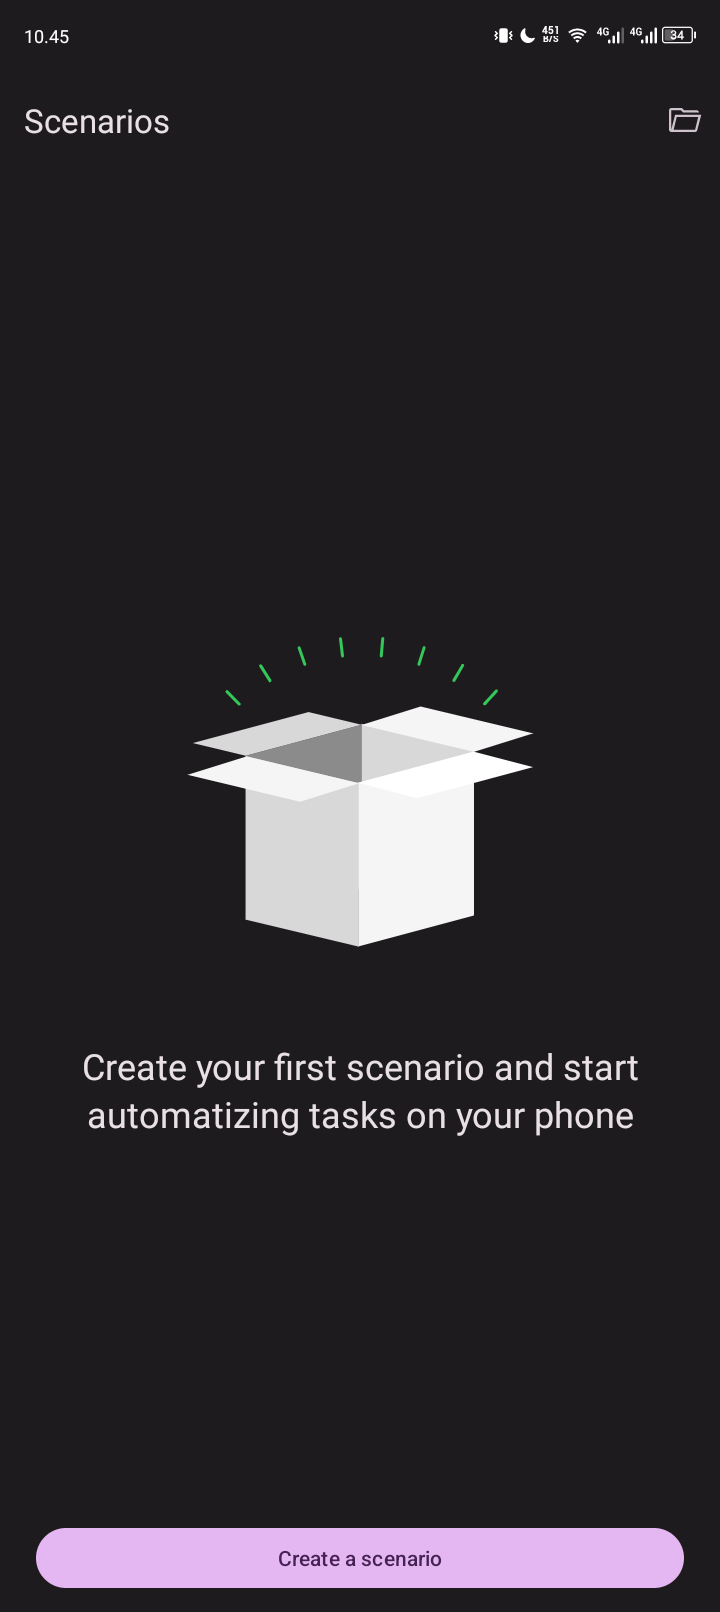 10.45
451
B/S
4G
4G
34
Scenarios
Create your first scenario and start
automatizing tasks on your phone
Create a scenario